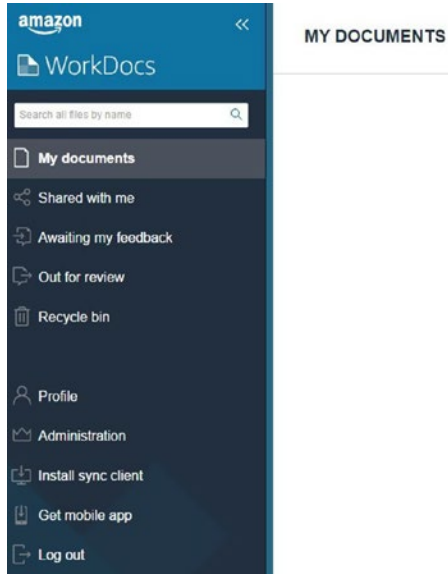 amazon
WorkDocs
MY DOCUMENTS
Search all files by name
My documents
Shared with me
Awaiting my feedback
Out for review
Recycle bin
Profile
Administration
Install sync client
Get mobile app
Log out